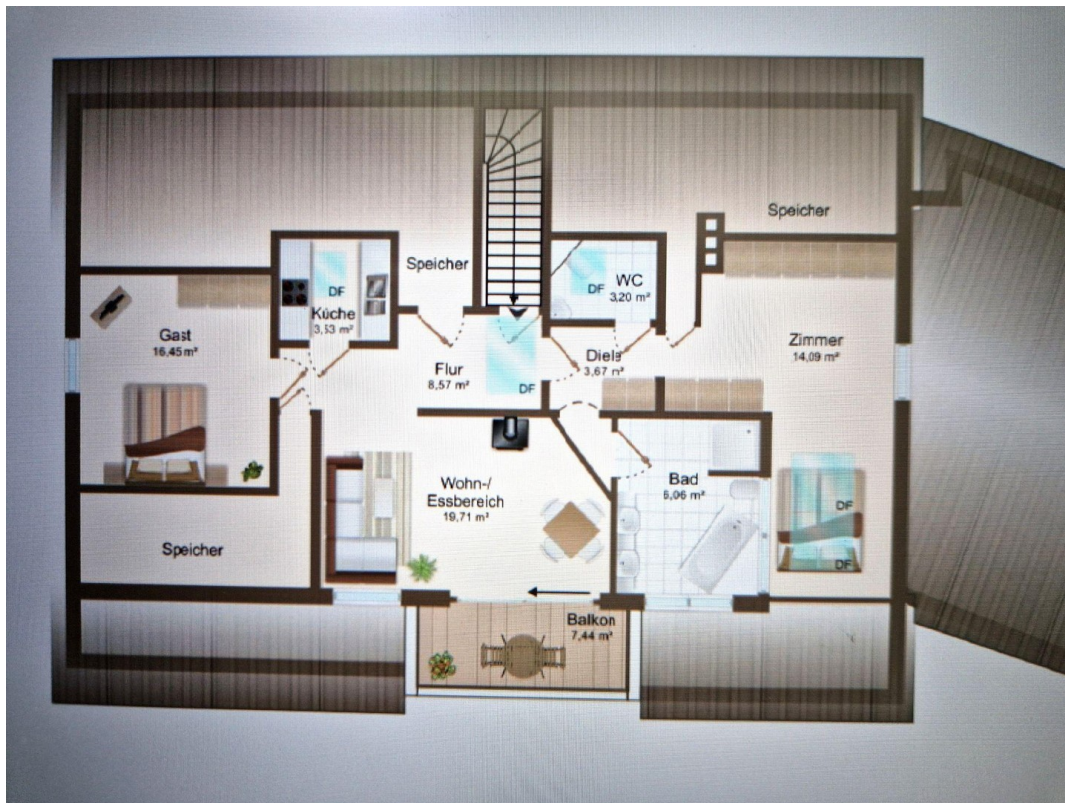 Speicher
Speicher
DF
Küche
3,53 m²
DF
WC
3,20 m²
Gast
16,45 m²
Flur
8,57 m²
DF
Diele
3,67 m²
Zimmer
14,09 m²
Wohn-/
Essbereich
19,71 m²
Bad
6,06 m²
DF
DF
Speicher
Balkon
7,44 m²